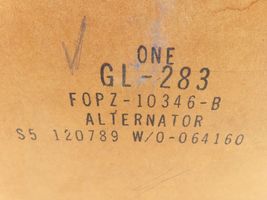 ONE
GL-283
FOPZ-10346-B
ALTERNATOR
S5 120789 W/O-064160